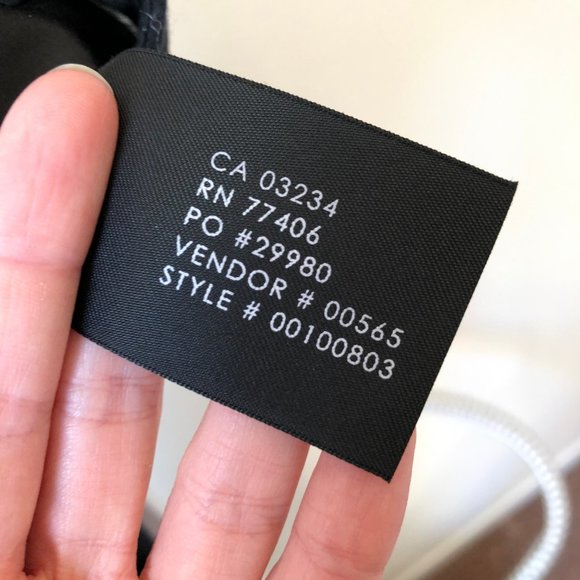 CA 03234
RN 77406
PO #29980
VENDOR # 00565
STYLE # 00100803